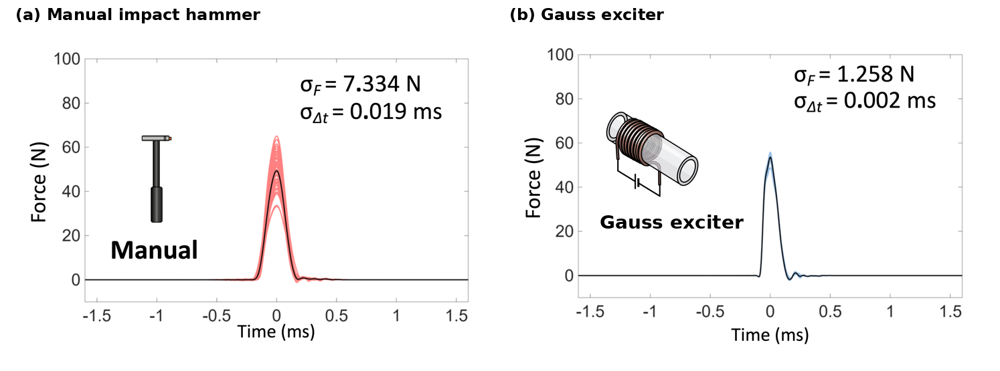 (a) Manual impact hammer
100
80
60
40
20
0
Force (N)
σF = 7.334 N
σΔt = 0.019 ms
Manual
-1.5 -1 -0.5 0 0.5 1 1.5
Time (ms)
(b) Gauss exciter
100
80
60
40
20
0
Force (N)
σF = 1.258 N
σΔt = 0.002 ms
Gauss exciter
-1.5 -1 -0.5 0 0.5 1 1.5
Time (ms)